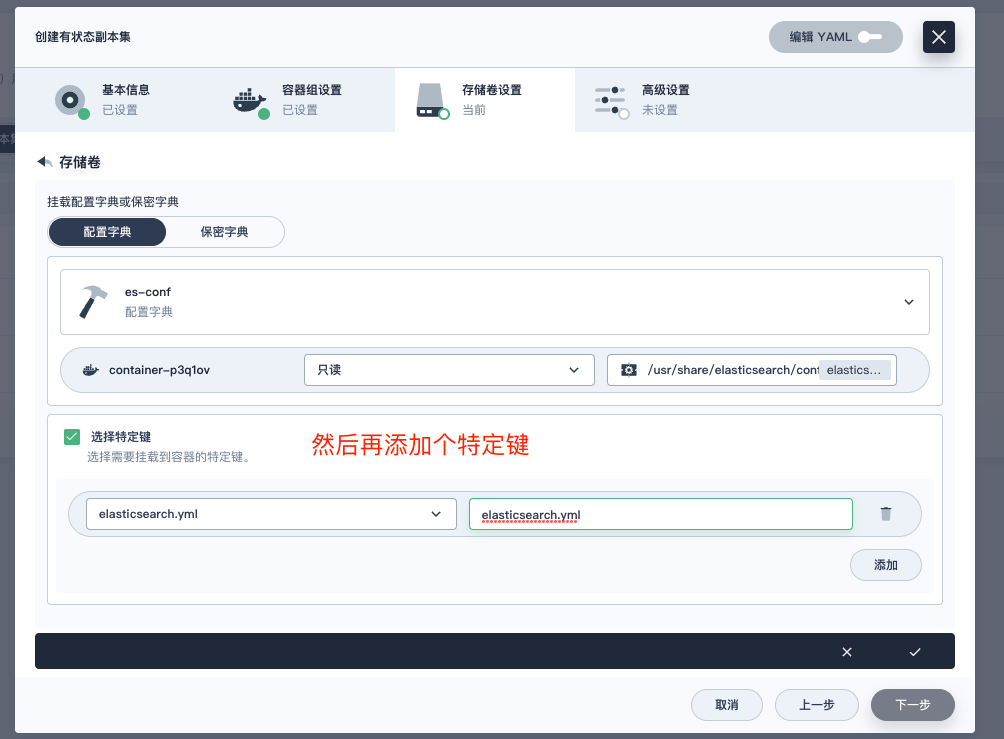 创建有状态副本集
编辑 YAML
基本信息
已设置
容器组设置
已设置
存储卷设置
当前
高级设置
未设置
存储卷
挂载配置字典或保密字典
配置字典
保密字典
es-conf
配置字典
container-p3q1ov
只读
/usr/share/elasticsearch/conf
elastics...
选择特定键
然后再添加个特定键
选择需要挂载到容器的特定键。
elasticsearch.yml
elasticsearch.yml
添加
取消
上一步
下一步